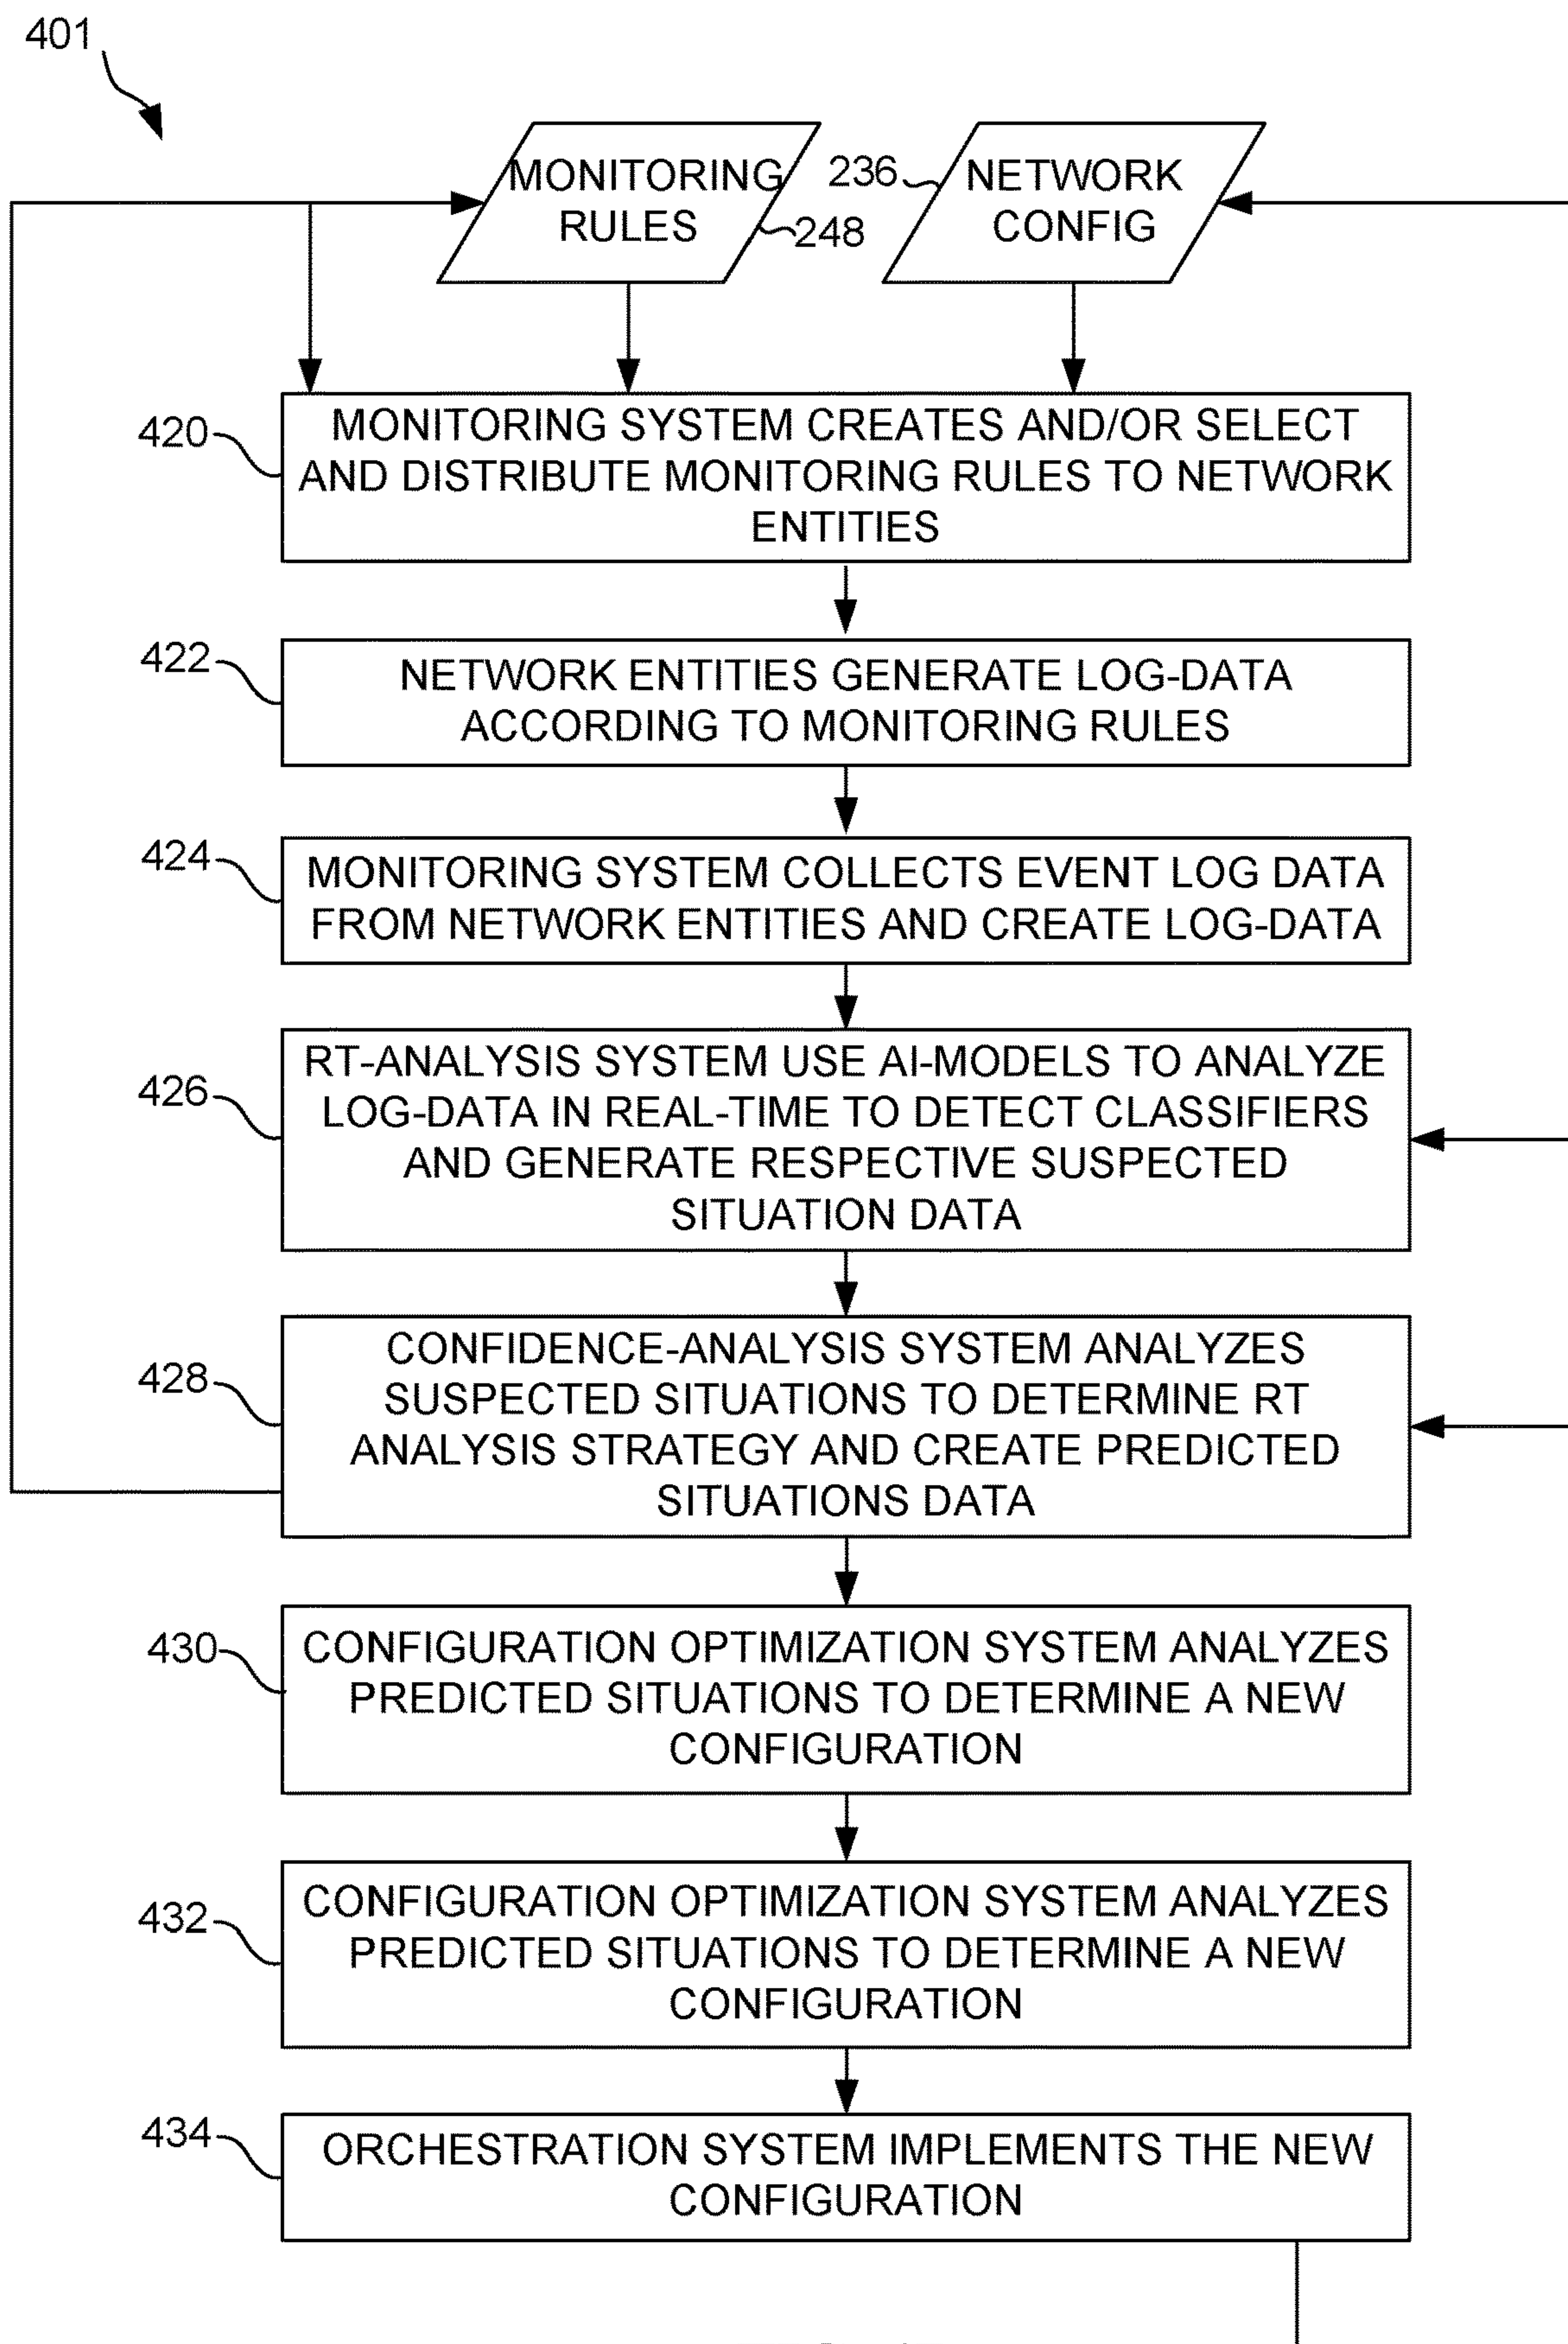 401
MONITORING
RULES
248
236
NETWORK
CONFIG
420
MONITORING SYSTEM CREATES AND/OR SELECT
AND DISTRIBUTE MONITORING RULES TO NETWORK
ENTITIES
422
NETWORK ENTITIES GENERATE LOG-DATA
ACCORDING TO MONITORING RULES
424
MONITORING SYSTEM COLLECTS EVENT LOG DATA
FROM NETWORK ENTITIES AND CREATE LOG-DATA
426
RT-ANALYSIS SYSTEM USE AI-MODELS TO ANALYZE
LOG-DATA IN REAL-TIME TO DETECT CLASSIFIERS
AND GENERATE RESPECTIVE SUSPECTED
SITUATION DATA
428
CONFIDENCE-ANALYSIS SYSTEM ANALYZES
SUSPECTED SITUATIONS TO DETERMINE RT
ANALYSIS STRATEGY AND CREATE PREDICTED
SITUATIONS DATA
430
CONFIGURATION OPTIMIZATION SYSTEM ANALYZES
PREDICTED SITUATIONS TO DETERMINE A NEW
CONFIGURATION
432
CONFIGURATION OPTIMIZATION SYSTEM ANALYZES
PREDICTED SITUATIONS TO DETERMINE A NEW
CONFIGURATION
434
ORCHESTRATION SYSTEM IMPLEMENTS THE NEW
CONFIGURATION